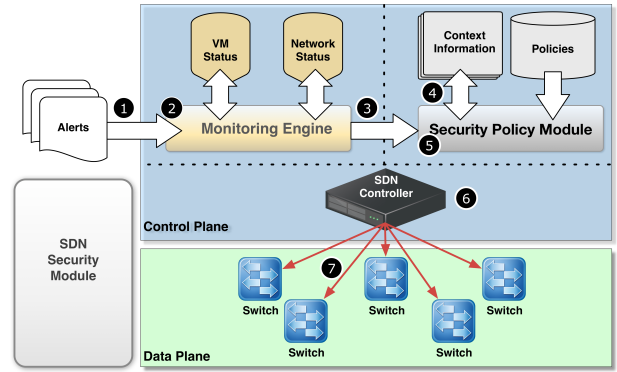 VM
Status
Network
Status
Context
Information
Policies
1
2
3
4
5
Alerts
Monitoring Engine
Security Policy Module
SDN
Controller
6
Control Plane
SDN
Security
Module
7
Switch
Switch
Switch
Switch
Switch
Data Plane